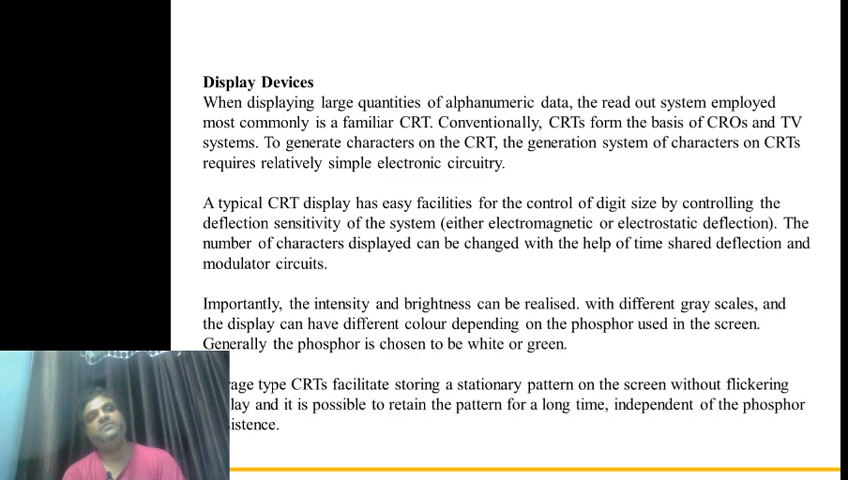 Display Devices
When displaying large quantities of alphanumeric data, the read out system employed
most commonly is a familiar CRT. Conventionally, CRTs form the basis of CROs and TV
systems. To generate characters on the CRT, the generation system of characters on CRTs
requires relatively simple electronic circuitry.
A typical CRT display has easy facilities for the control of digit size by controlling the
deflection sensitivity of the system (either electromagnetic or electrostatic deflection). The
number of characters displayed can be changed with the help of time shared deflection and
modulator circuits.
Importantly, the intensity and brightness can be realised. with different gray scales, and
the display can have different colour depending on the phosphor used in the screen.
Generally the phosphor is chosen to be white or green.
type CRTs facilitate storing a stationary pattern on the screen without flickering
and it is possible to retain the pattern for a long time, independent of the phosphor